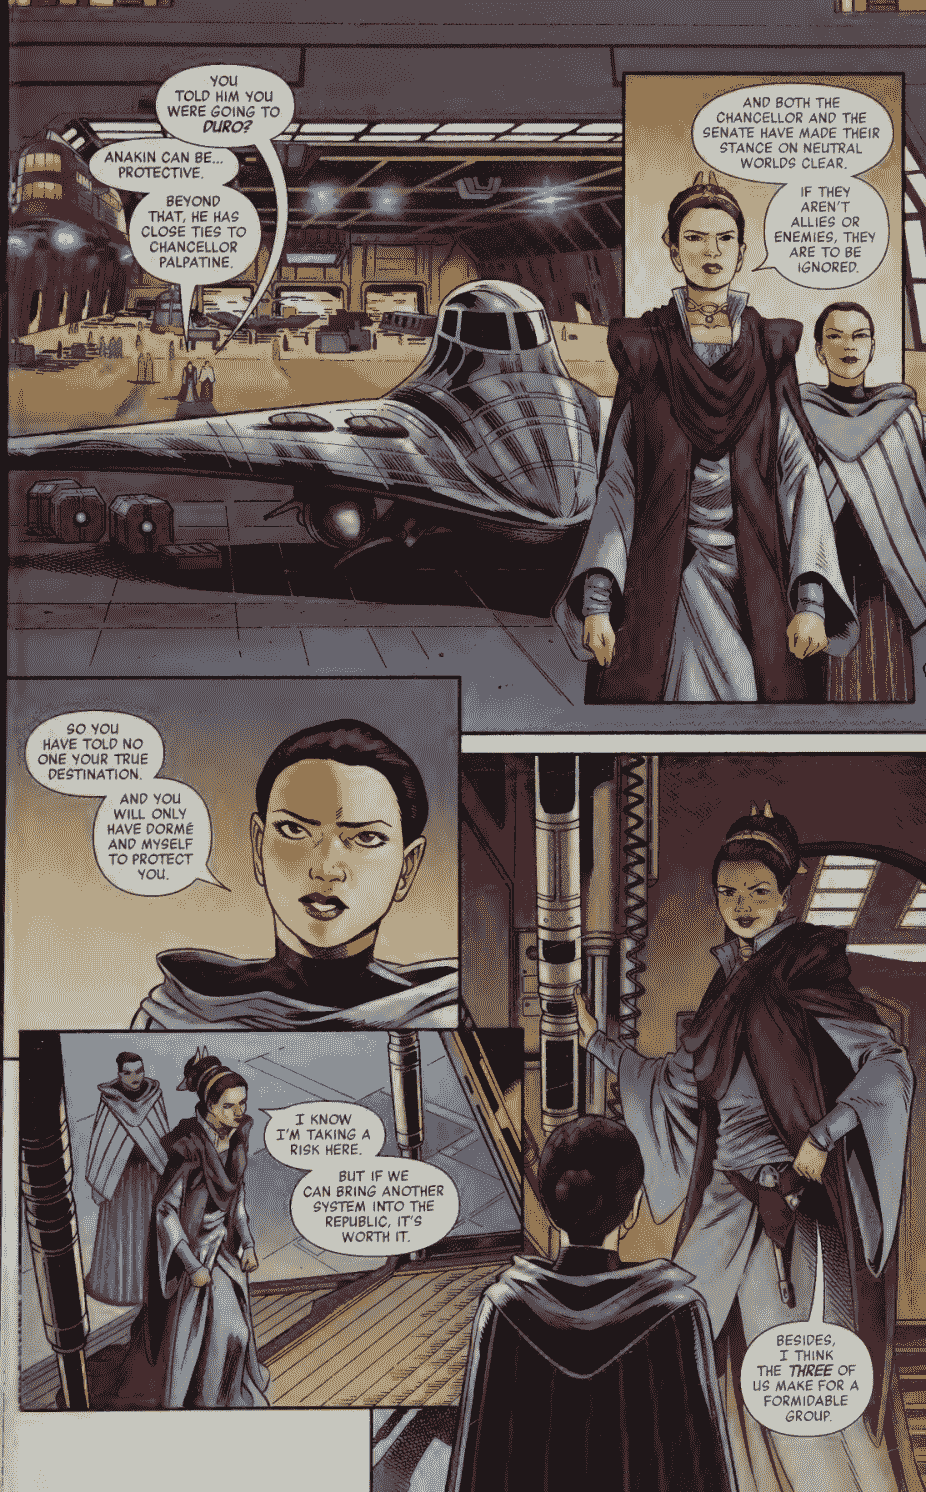 YOU
TOLD HIM YOU
WERE GOING TO
DURO?
ANAKIN CAN BE...
PROTECTIVE.
BEYOND
THAT, HE HAS
CLOSE TIES TO
CHANCELLOR
PALPATINE.
AND BOTH THE
CHANCELLOR AND THE
SENATE HAVE MADE THEIR
STANCE ON NEUTRAL
WORLDS CLEAR.
IF THEY
AREN'T
ALLIES OR
ENEMIES, THEY
ARE TO BE
IGNORED.
SO YOU
HAVE TOLD NO
ONE YOUR TRUE
DESTINATION.
AND YOU
WILL ONLY
HAVE DORMÉ
AND MYSELF
TO PROTECT
YOU.
I KNOW
I'M TAKING A
RISK HERE.
BUT IF WE
CAN BRING ANOTHER
SYSTEM INTO THE
REPUBLIC, IT'S
WORTH IT.
BESIDES,
I THINK
THE THREE OF
US MAKE FOR A
FORMIDABLE
GROUP.